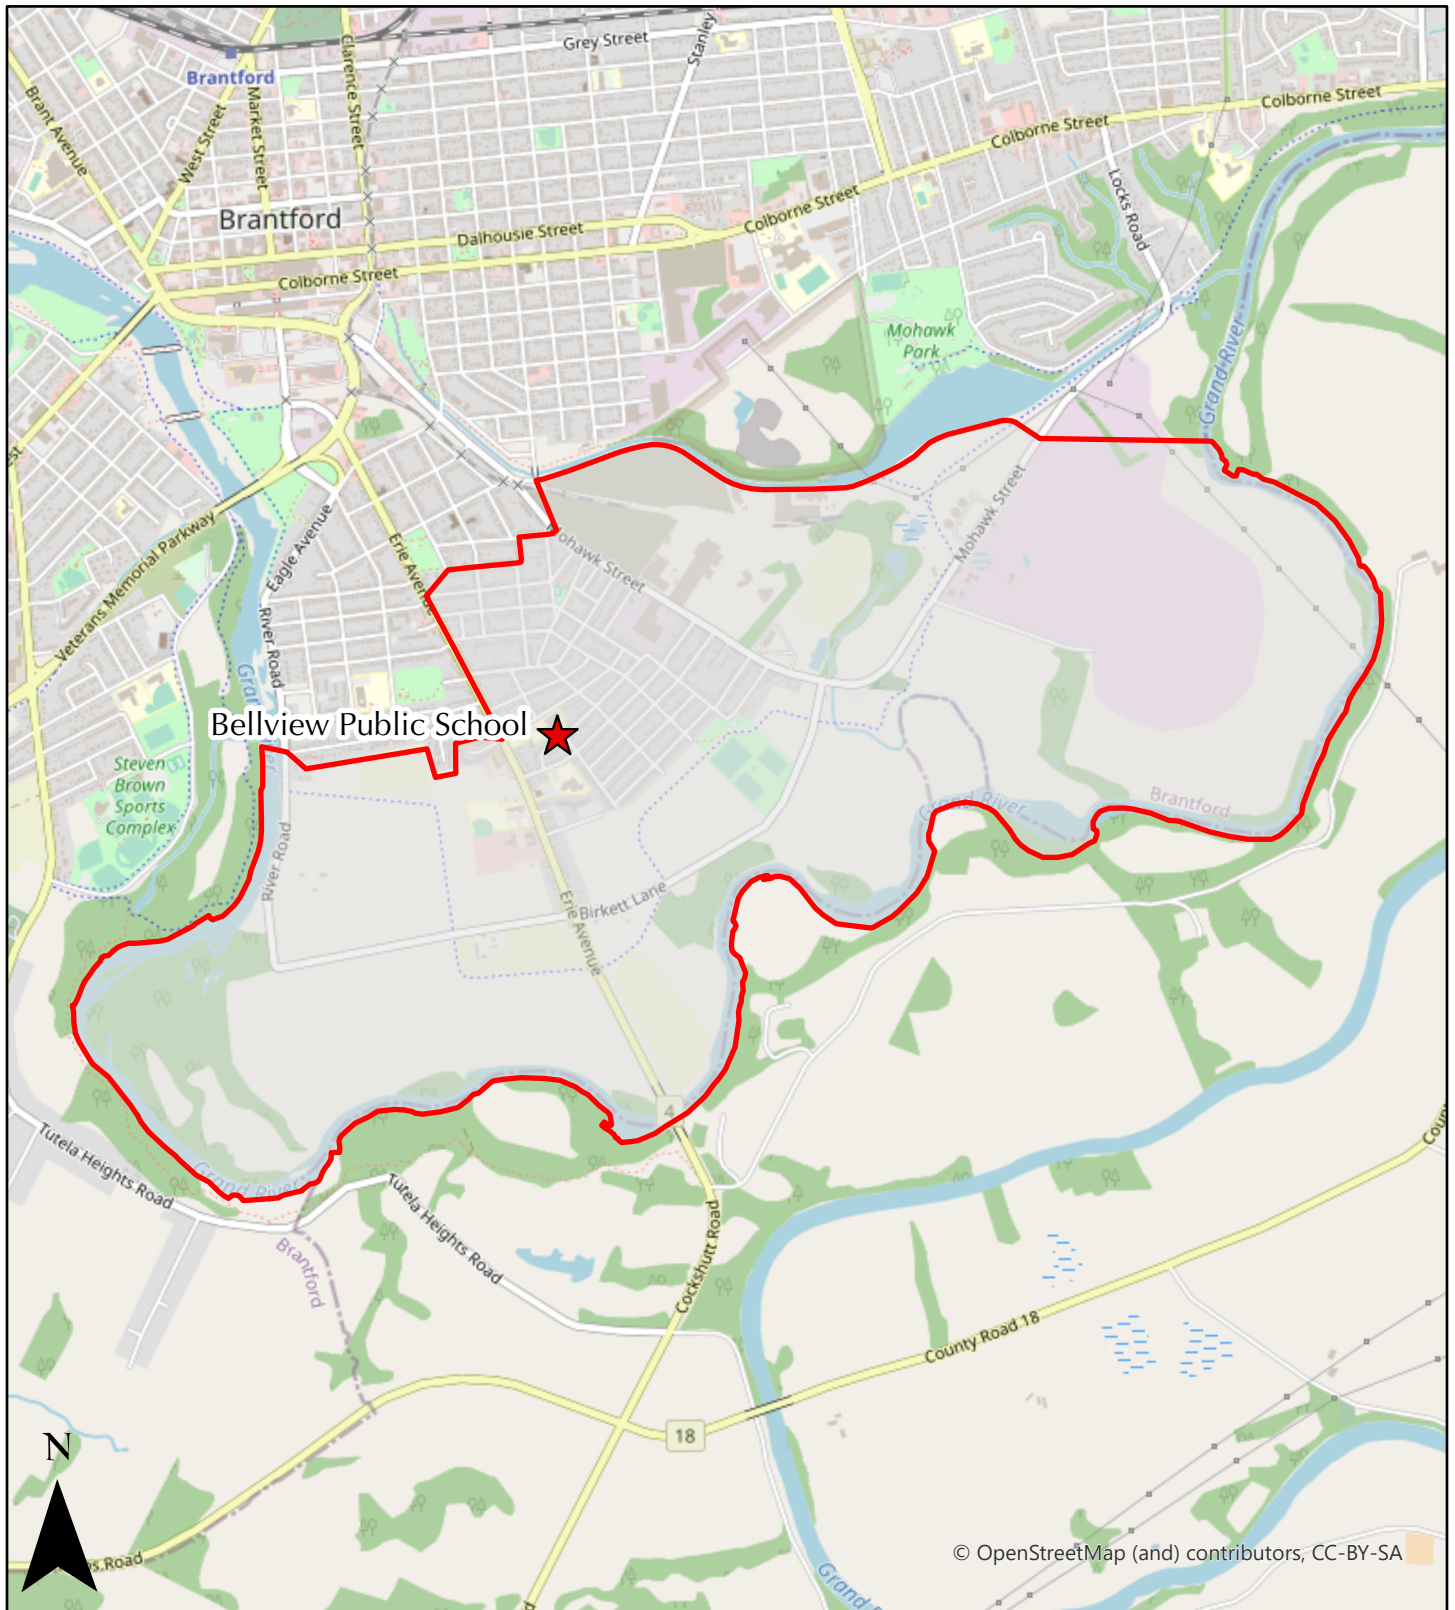 Grey Street
Stanley
Brantford
Clarence Street
Brant Avenue
West Street
Market Street
Colborne Street
Colborne Street
Locks Road
Brantford
Dalhousie Street
Colborne Street
Colborne Street
Mohawk
Park
Grand River
Veterans Memorial Parkway
Eagle Avenue
Erie Avenue
Mohawk Street
Mohawk Street
River Road
Bellview Public School
Steven
Brown
Sports
Complex
Grand River
Brantford
River Road
Birkett Lane
Erie Avenue
4
Tutela Heights Road
Grand River
Tutela Heights Road
Brantford
Cockshutt Road
County Road 18
18
N
Road
© OpenStreetMap (and) contributors, CC-BY-SA
Grand